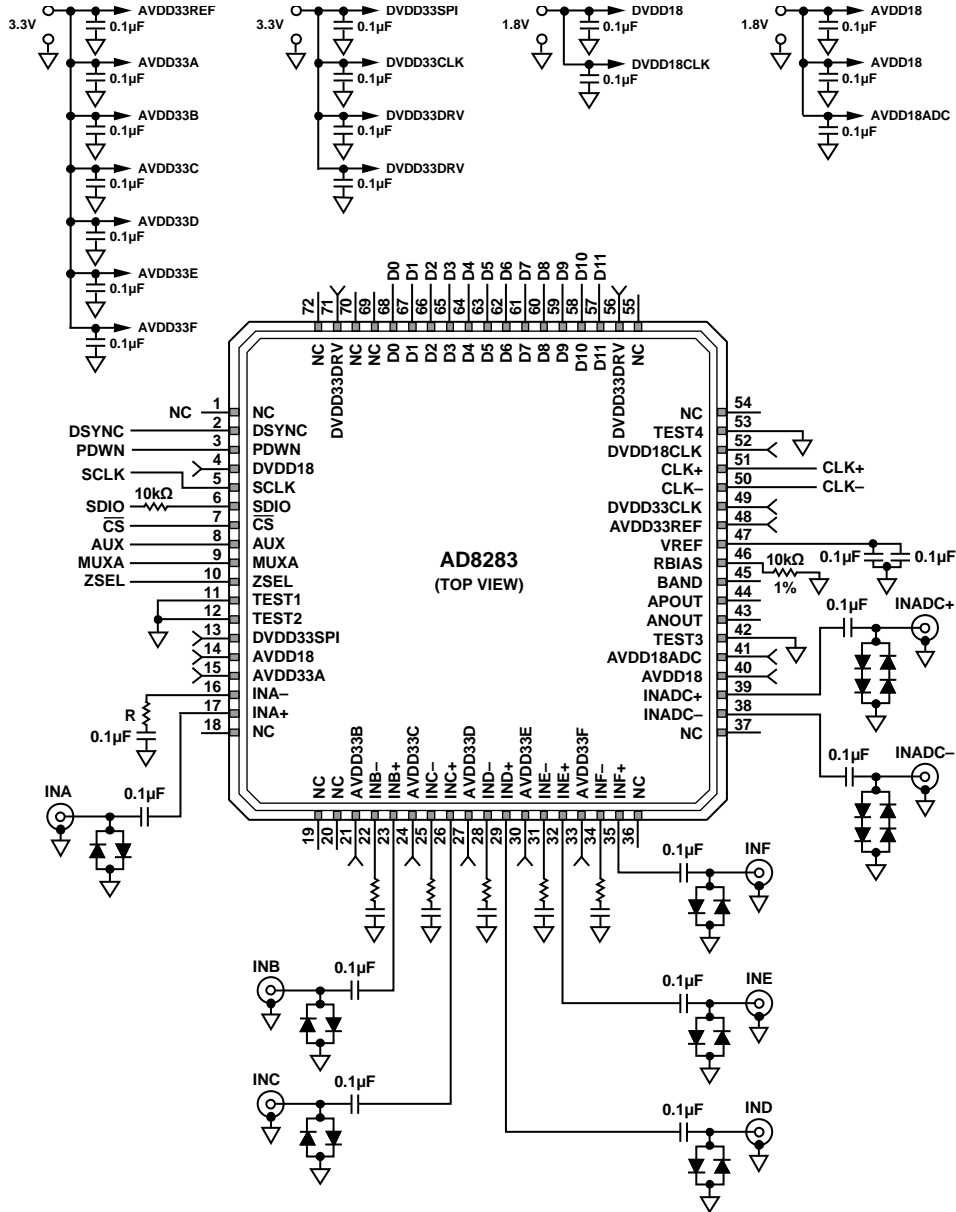 3.3V
AVDD33REF
0.1µF
AVDD33A
0.1µF
AVDD33B
0.1µF
AVDD33C
0.1µF
AVDD33D
0.1µF
AVDD33E
0.1µF
AVDD33F
0.1µF
3.3V
DVDD33SPI
0.1µF
DVDD33CLK
0.1µF
DVDD33DRV
0.1µF
DVDD33DRV
0.1µF
1.8V
DVDD18
0.1µF
DVDD18CLK
0.1µF
1.8V
AVDD18
0.1µF
AVDD18
0.1µF
AVDD18ADC
0.1µF
D0 D1 D2 D3 D4 D5 D6 D7 D8 D9 D10 D11
72 71 70 69 68 67 66 65 64 63 62 61 60 59 58 57 56 55
NC DVDD33DRV NC NC D0 D1 D2 D3 D4 D5 D6 D7 D8 D9 D10 D11 DVDD33DRV NC
NC 1 NC
DSYNC 2 DSYNC
PDWN 3 PDWN
4 DVDD18
SCLK 5 SCLK
SDIO 10kΩ 6 SDIO
CS 7 CS
AUX 8 AUX
MUXA 9 MUXA
ZSEL 10 ZSEL
11 TEST1
12 TEST2
13 DVDD33SPI
14 AVDD18
15 AVDD33A
16 INA–
R 17 INA+
0.1µF 18 NC
AD8283
(TOP VIEW)
NC 54
TEST4 53
DVDD18CLK 52
CLK+ 51 CLK+
CLK– 50 CLK–
DVDD33CLK 49
AVDD33REF 48
VREF 47
0.1µF 0.1µF
RBIAS 46 10kΩ
1%
BAND 45
APOUT 44
ANOUT 43
TEST3 42
AVDD18ADC 41
AVDD18 40
INADC+ 39
INADC– 38
NC 37
0.1µF INADC+
0.1µF INADC–
NC NC AVDD33B INB– INB+ AVDD33C INC– INC+ AVDD33D IND– IND+ AVDD33E INE– INE+ AVDD33F INF– INF+ NC
19 20 21 22 23 24 25 26 27 28 29 30 31 32 33 34 35 36
INA 0.1µF
0.1µF INF
INB 0.1µF
0.1µF INE
INC 0.1µF
0.1µF IND